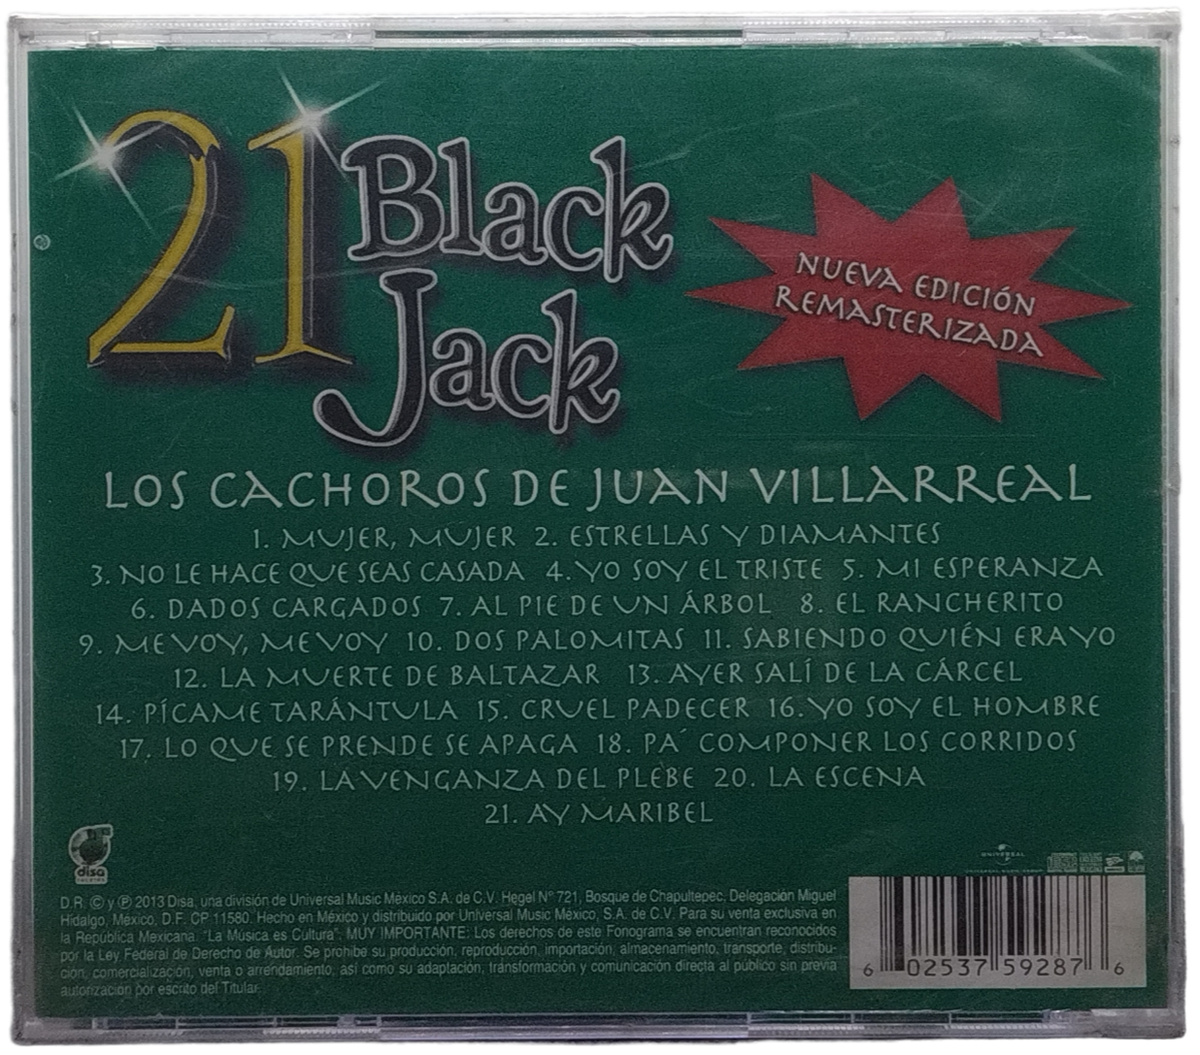 21 Black
Jack
NUEVA EDICIÓN
REMASTERIZADA
LOS CACHOROS DE JUAN VILLARREAL
1. MUJER, MUJER 2. ESTRELLAS Y DIAMANTES
3. NO LE HACE QUE SEAS CASADA 4. YO SOY EL TRISTE 5. MI ESPERANZA
6. DADOS CARGADOS 7. AL PIE DE UN ÁRBOL 8. EL RANCHERITO
9. ME VOY, ME VOY 10. DOS PALOMITAS 11. SABIENDO QUIÉN ERA YO
12. LA MUERTE DE BALTAZAR 13. AYER SALÍ DE LA CÁRCEL
14. PÍCAME TARÁNTULA 15. CRUEL PADECER 16. YO SOY EL HOMBRE
17. LO QUE SE PRENDE SE APAGA 18. PA´ COMPONER LOS CORRIDOS
19. LA VENGANZA DEL PLEBE 20. LA ESCENA
21. AY MARIBEL
disa
UNIVERSAL
D.R. © y ℗ 2013 Disa, una división de Universal Music México S.A. de C.V. Hegel Nº 721, Bosque de Chapultepec, Delegación Miguel
Hidalgo, México, D.F. CP 11580. Hecho en México y distribuido por Universal Music México, S.A. de C.V. Para su venta exclusiva en
la República Mexicana. "La Música es Cultura"; MUY IMPORTANTE: Los derechos de este Fonograma se encuentran reconocidos
por la Ley Federal de Derecho de Autor. Se prohibe su producción, reproducción, importación, almacenamiento, transporte, distribu-
ción, comercialización, venta o arrendamiento, así como su adaptación, transformación y comunicación directa al público sin previa
autorización por escrito del Titular.
6 02537 59287 6